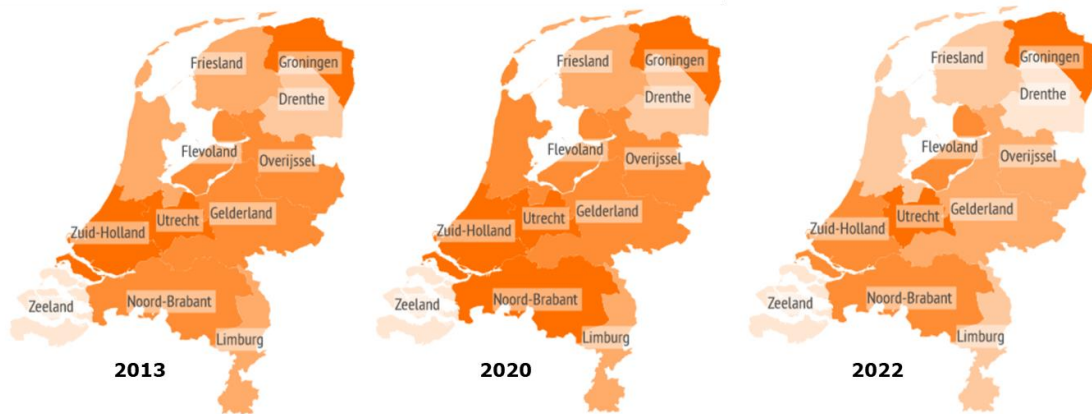 Friesland
Groningen
Drenthe
Flevoland
Overijssel
Utrecht
Gelderland
Zuid-Holland
Zeeland
Noord-Brabant
Limburg
2013
Friesland
Groningen
Drenthe
Flevoland
Overijssel
Utrecht
Gelderland
Zuid-Holland
Zeeland
Noord-Brabant
Limburg
2020
Friesland
Groningen
Drenthe
Flevoland
Overijssel
Utrecht
Gelderland
Zuid-Holland
Zeeland
Noord-Brabant
Limburg
2022